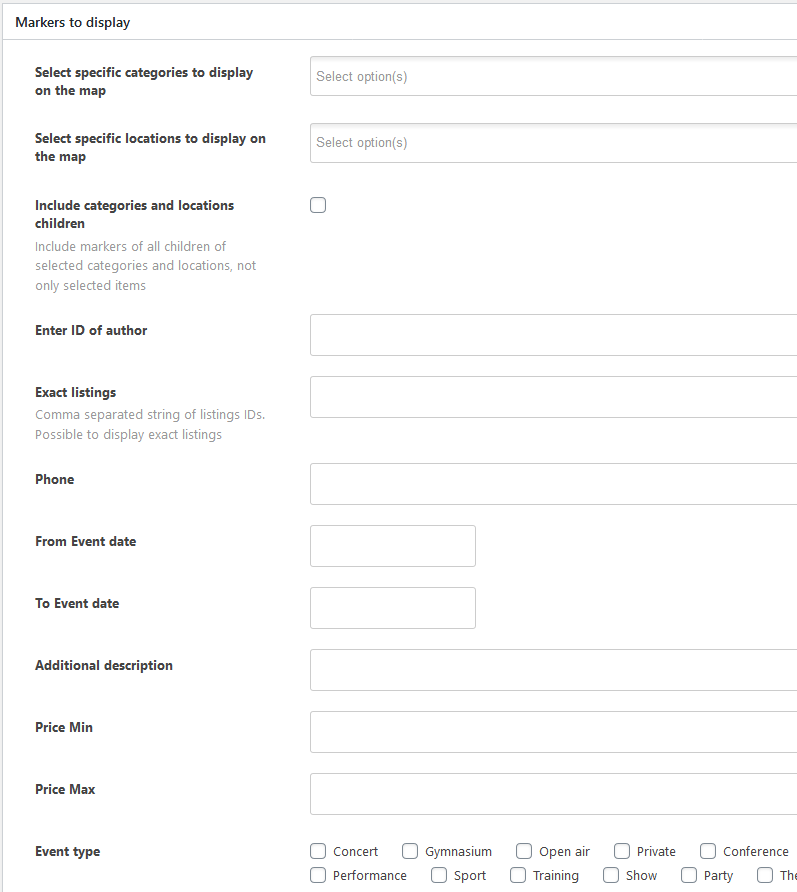 Markers to display
Select specific categories to display
on the map
Select option(s)
Select specific locations to display on
the map
Select option(s)
Include categories and locations
children
Include markers of all children of
selected categories and locations, not
only selected items
Enter ID of author
Exact listings
Comma separated string of listings IDs.
Possible to display exact listings
Phone
From Event date
To Event date
Additional description
Price Min
Price Max
Event type
Concert Gymnasium Open air Private Conference
Performance Sport Training Show Party